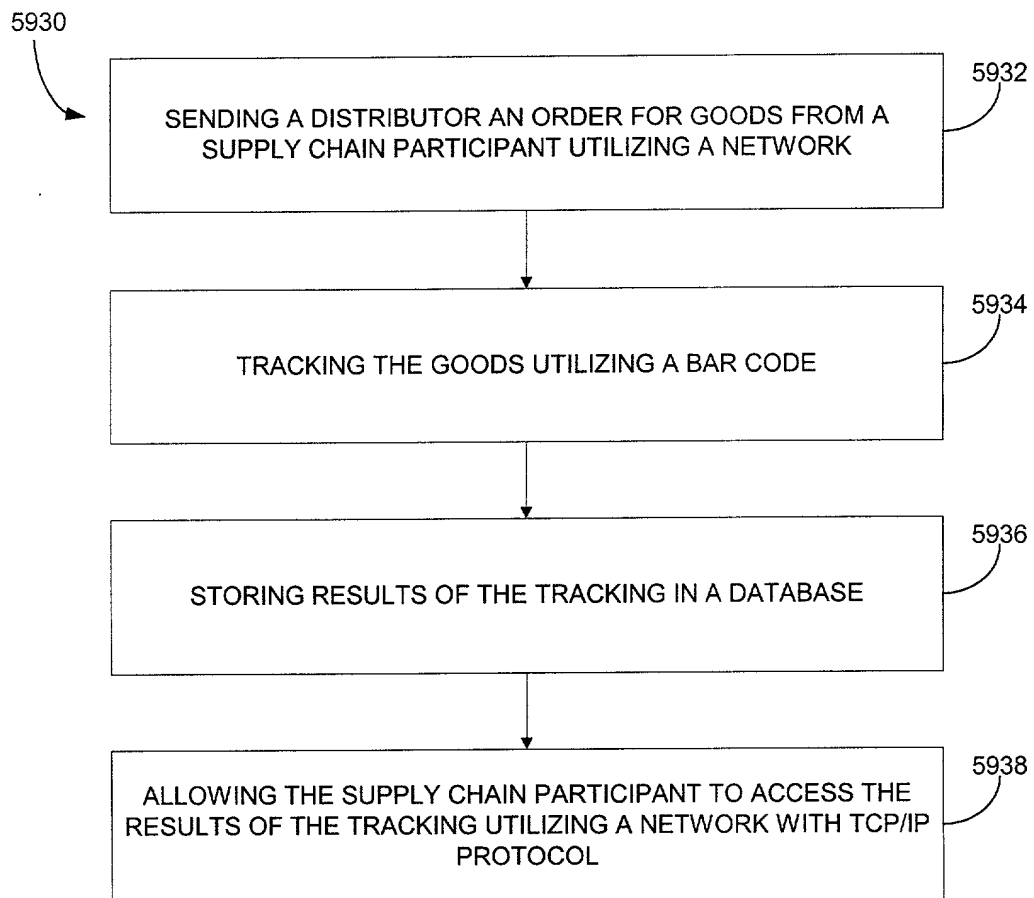 5930
5932
SENDING A DISTRIBUTOR AN ORDER FOR GOODS FROM A
SUPPLY CHAIN PARTICIPANT UTILIZING A NETWORK
5934
TRACKING THE GOODS UTILIZING A BAR CODE
5936
STORING RESULTS OF THE TRACKING IN A DATABASE
5938
ALLOWING THE SUPPLY CHAIN PARTICIPANT TO ACCESS THE
RESULTS OF THE TRACKING UTILIZING A NETWORK WITH TCP/IP
PROTOCOL